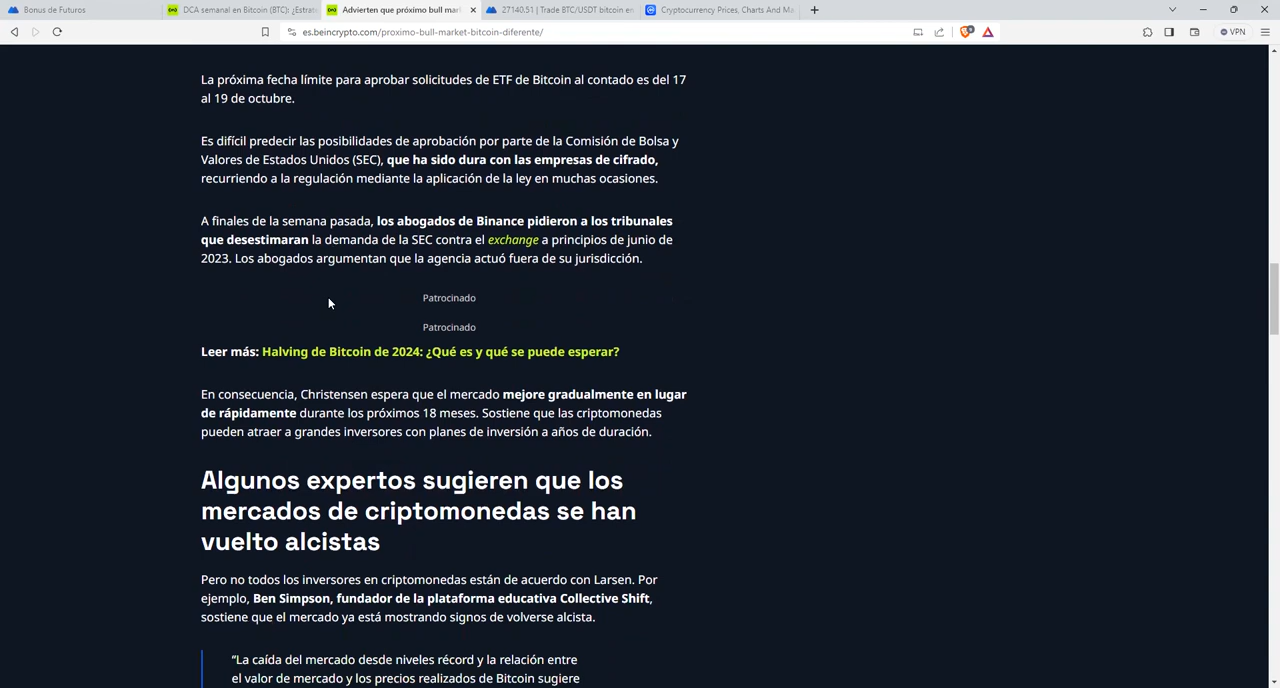 Bonus de Futuros
DCA semanal en Bitcoin (BTC): ¿Estrate
Advierten que próximo bull mar
27140.51 | Trade BTC/USDT bitcoin en
Cryptocurrency Prices, Charts And Ma
es.beincrypto.com/proximo-bull-market-bitcoin-diferente/
VPN
La próxima fecha límite para aprobar solicitudes de ETF de Bitcoin al contado es del 17
al 19 de octubre.
Es difícil predecir las posibilidades de aprobación por parte de la Comisión de Bolsa y
Valores de Estados Unidos (SEC), que ha sido dura con las empresas de cifrado,
recurriendo a la regulación mediante la aplicación de la ley en muchas ocasiones.
A finales de la semana pasada, los abogados de Binance pidieron a los tribunales
que desestimaran la demanda de la SEC contra el exchange a principios de junio de
2023. Los abogados argumentan que la agencia actuó fuera de su jurisdicción.
Patrocinado
Patrocinado
Leer más: Halving de Bitcoin de 2024: ¿Qué es y qué se puede esperar?
En consecuencia, Christensen espera que el mercado mejore gradualmente en lugar
de rápidamente durante los próximos 18 meses. Sostiene que las criptomonedas
pueden atraer a grandes inversores con planes de inversión a años de duración.
Algunos expertos sugieren que los
mercados de criptomonedas se han
vuelto alcistas
Pero no todos los inversores en criptomonedas están de acuerdo con Larsen. Por
ejemplo, Ben Simpson, fundador de la plataforma educativa Collective Shift,
sostiene que el mercado ya está mostrando signos de volverse alcista.
“La caída del mercado desde niveles récord y la relación entre
el valor de mercado y los precios realizados de Bitcoin sugiere